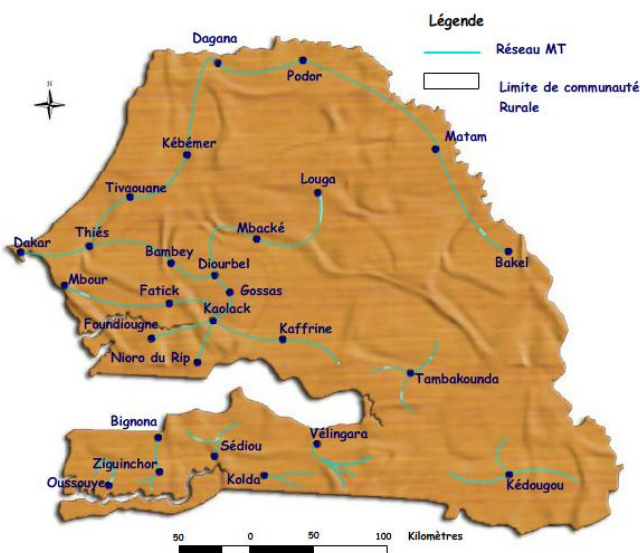 Légende
Réseau MT
Limite de communauté
Rurale
N
Dagana
Podor
Matam
Kébémer
Louga
Tivaouane
Mbacké
Thiés
Dakar
Bambey
Diourbel
Bakel
Mbour
Fatick
Gossas
Kaolack
Foundiougne
Kaffrine
Nioro du Rip
Tambakounda
Bignona
Vélingara
Sédiou
Ziguinchor
Kolda
Oussouye
Kédougou
50 0 50 100 Kilomètres